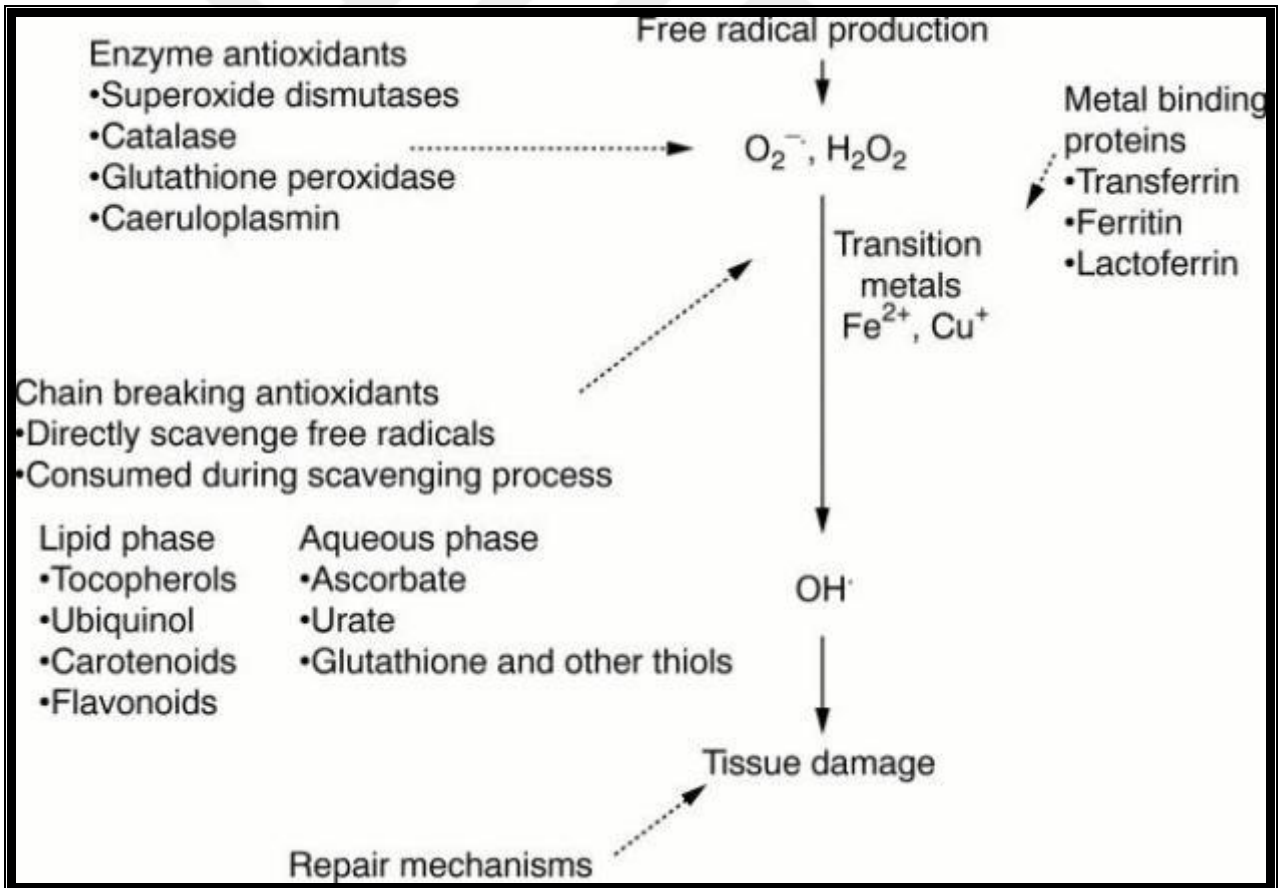 Free radical production
Enzyme antioxidants
•Superoxide dismutases
•Catalase
•Glutathione peroxidase
•Caeruloplasmin
O₂⁻˙, H₂O₂
Metal binding
proteins
•Transferrin
•Ferritin
•Lactoferrin
Transition
metals
Fe²⁺, Cu⁺
Chain breaking antioxidants
•Directly scavenge free radicals
•Consumed during scavenging process
Lipid phase
•Tocopherols
•Ubiquinol
•Carotenoids
•Flavonoids
Aqueous phase
•Ascorbate
•Urate
•Glutathione and other thiols
OH˙
Tissue damage
Repair mechanisms